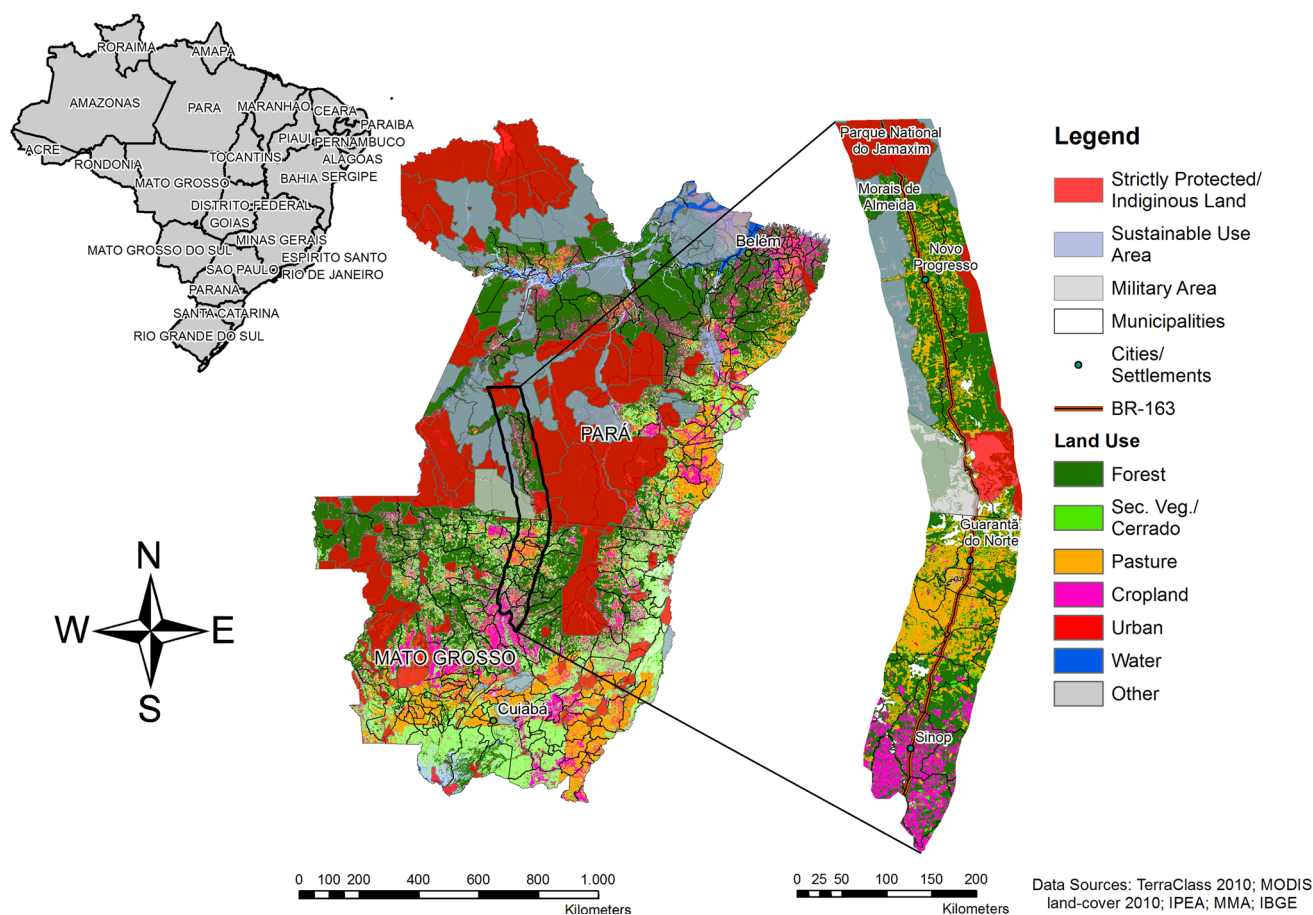 RORAIMA
AMAPA
AMAZONAS
PARA
MARANHAO
CEARA
PARAIBA
PIAUI
PERNAMBUCO
ACRE
RONDONIA
TOCANTINS
ALAGOAS
MATO GROSSO
BAHIA
SERGIPE
DISTRITO FEDERAL
GOIAS
MINAS GERAIS
MATO GROSSO DO SUL
ESPIRITO SANTO
SAO PAULO
RIO DE JANEIRO
PARANA
SANTA CATARINA
RIO GRANDE DO SUL
N
W
E
S
Belém
PARÁ
MATO GROSSO
Cuiabá
Parque National
do Jamaxim
Morais de
Almeida
Novo
Progresso
Guarantã
do Norte
Sinop
Legend
Strictly Protected/
Indiginous Land
Sustainable Use
Area
Military Area
Municipalities
Cities/
Settlements
BR-163
Land Use
Forest
Sec. Veg./
Cerrado
Pasture
Cropland
Urban
Water
Other
0 100 200 400 600 800 1.000
Kilometers
0 25 50 100 150 200
Kilometers
Data Sources: TerraClass 2010; MODIS
land-cover 2010; IPEA; MMA; IBGE